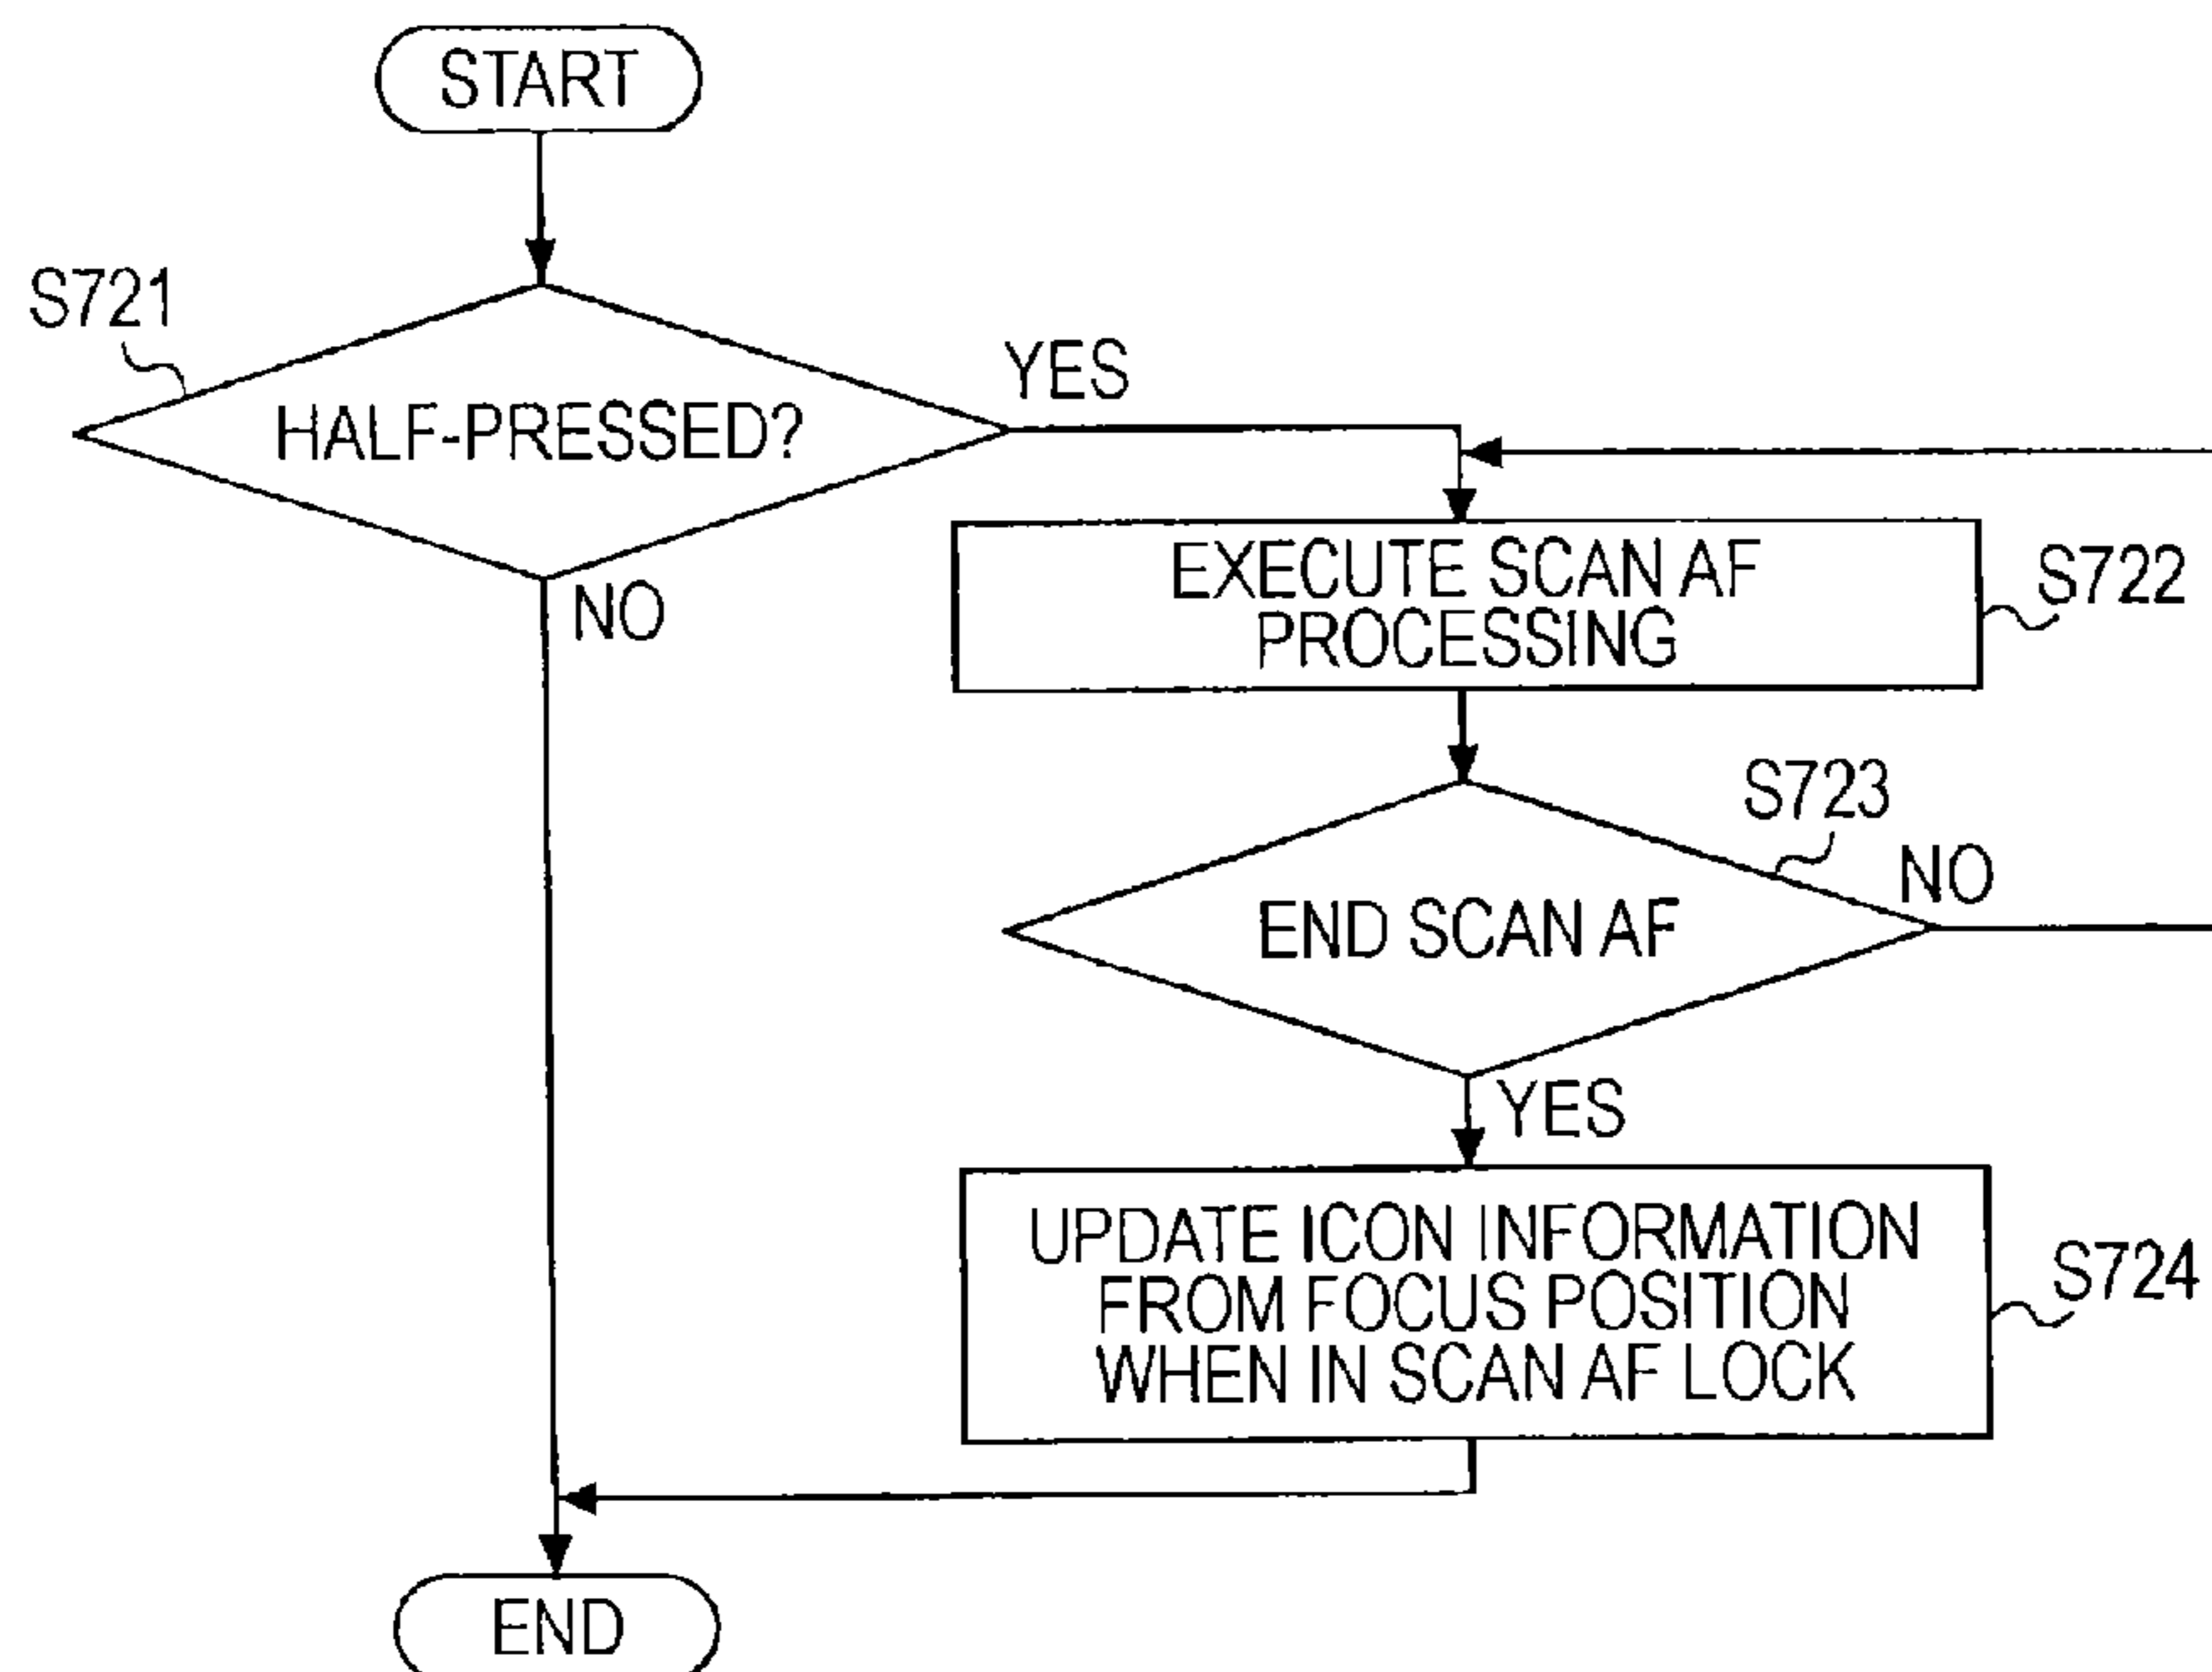 START
S721
HALF-PRESSED?
YES
NO
EXECUTE SCAN AF
PROCESSING
S722
S723
END SCAN AF
NO
YES
UPDATE ICON INFORMATION
FROM FOCUS POSITION
WHEN IN SCAN AF LOCK
S724
END